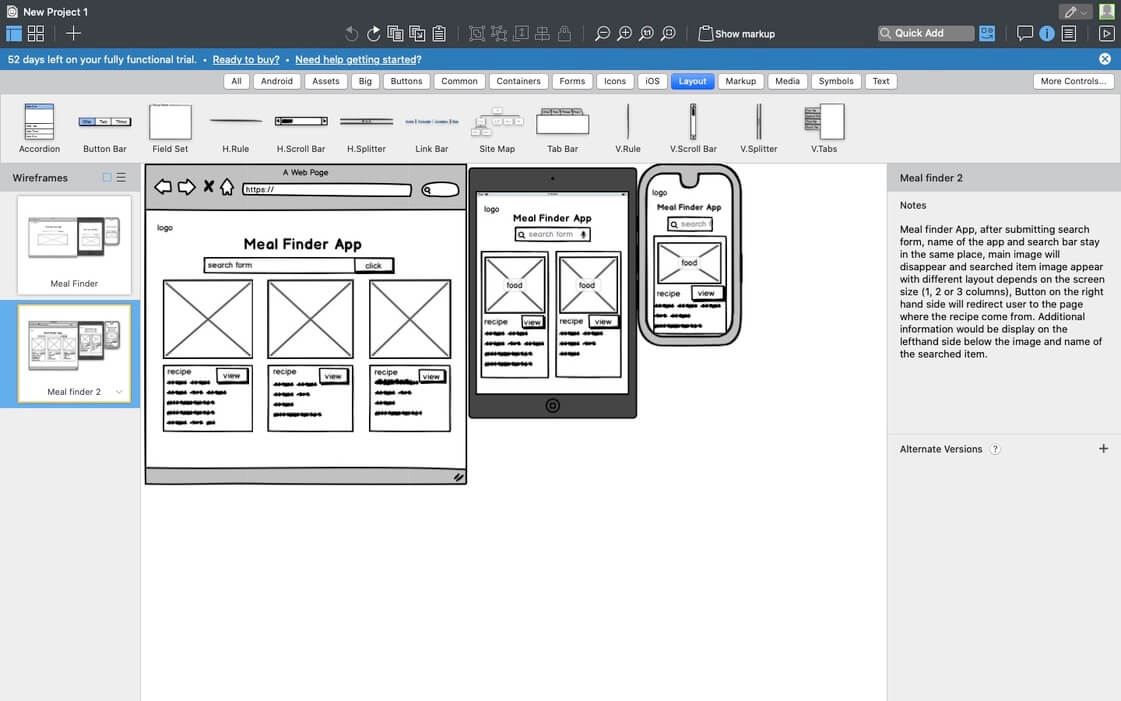 New Project 1
Show markup
Quick Add
52 days left on your fully functional trial. • Ready to buy? • Need help getting started?
All Android Assets Big Buttons Common Containers Forms Icons iOS Layout Markup Media Symbols Text More Controls...
Accordion Button Bar Field Set H.Rule H.Scroll Bar H.Splitter Link Bar Site Map Tab Bar V.Rule V.Scroll Bar V.Splitter V.Tabs
Wireframes
Meal Finder
Meal finder 2
A Web Page
https://
logo
Meal Finder App
search form click
recipe view
recipe view
recipe view
logo
Meal Finder App
search form
food
food
recipe view
recipe view
logo
Meal Finder App
search
food
recipe view
Meal finder 2
Notes
Meal finder App, after submitting search
form, name of the app and search bar stay
in the same place, main image will
disappear and searched item image appear
with different layout depends on the screen
size (1, 2 or 3 columns), Button on the right
hand side will redirect user to the page
where the recipe come from. Additional
information would be display on the
lefthand side below the image and name of
the searched item.
Alternate Versions ?